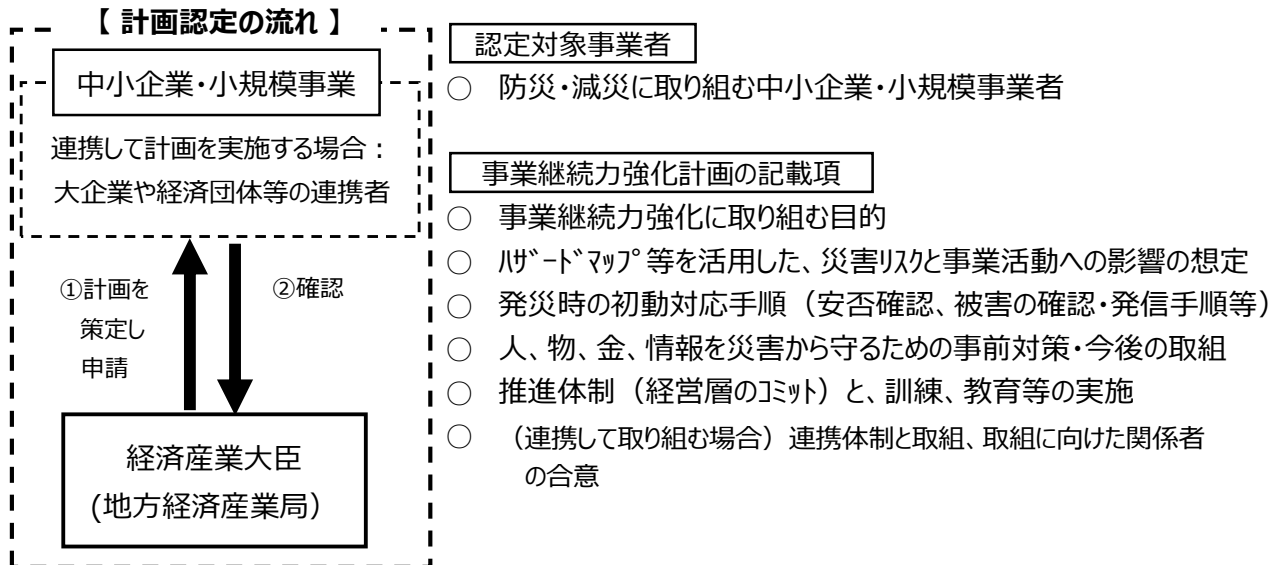 【 計画認定の流れ 】
中小企業・小規模事業
連携して計画を実施する場合：
大企業や経済団体等の連携者
①計画を
策定し
申請
②確認
経済産業大臣
(地方経済産業局）
認定対象事業者
○ 防災・減災に取り組む中小企業・小規模事業者
事業継続力強化計画の記載項
○ 事業継続力強化に取り組む目的
○ ﾊｻﾞｰﾄﾞﾏｯﾌﾟ等を活用した、災害ﾘｽｸと事業活動への影響の想定
○ 発災時の初動対応手順（安否確認、被害の確認・発信手順等）
○ 人、物、金、情報を災害から守るための事前対策・今後の取組
○ 推進体制（経営層のｺﾐｯﾄ）と、訓練、教育等の実施
○ （連携して取り組む場合）連携体制と取組、取組に向けた関係者
の合意